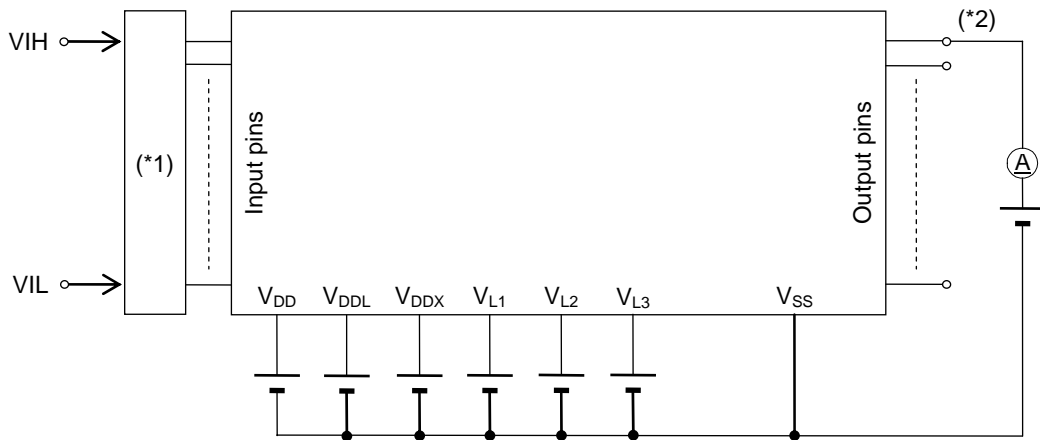 VIH
(*2)
(*1)
Input pins
Output pins
A
VIL
VDD
VDDL
VDDX
VL1
VL2
VL3
VSS